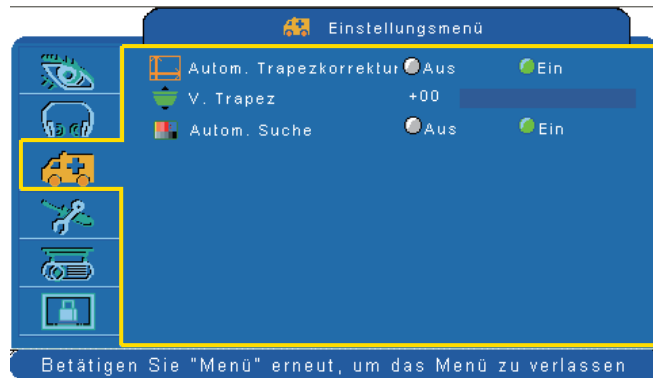 Einstellungsmenü
Autom. Trapezkorrektur Aus Ein
V. Trapez +00
Autom. Suche Aus Ein
Betätigen Sie "Menü" erneut, um das Menü zu verlassen